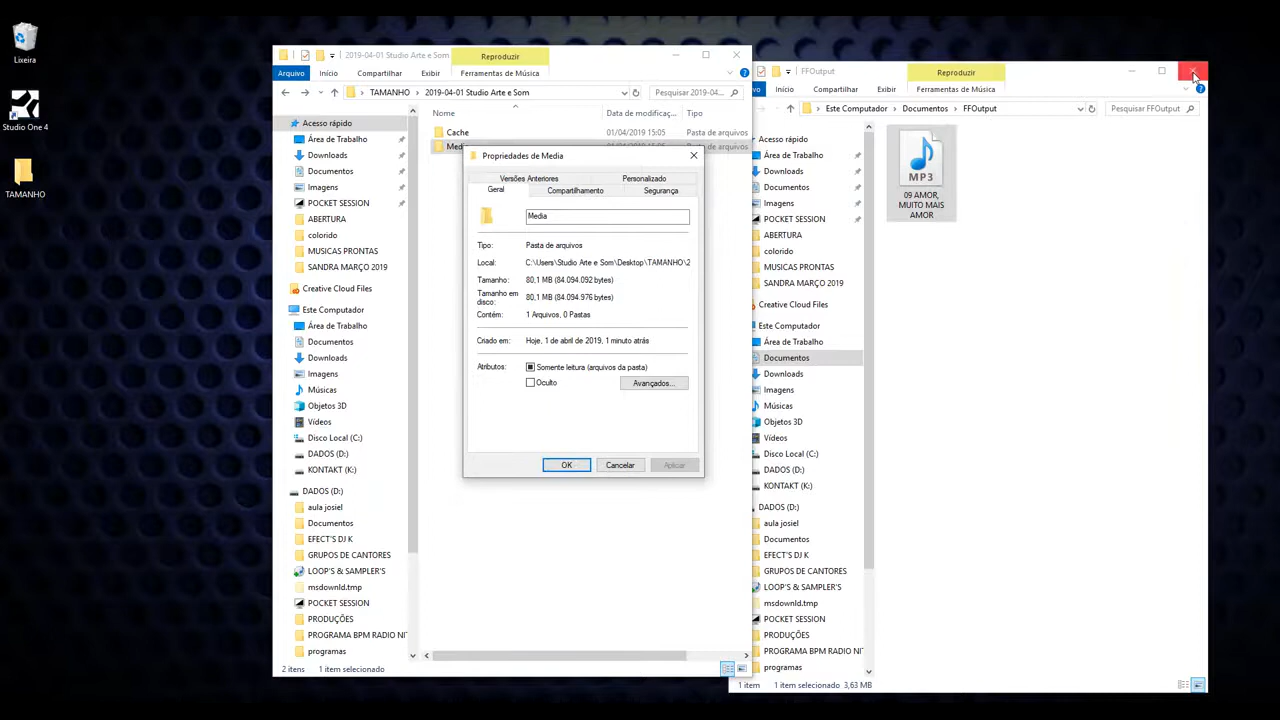 Lixeira
Studio One 4
TAMANHO
2019-04-01 Studio Arte e Som
Reproduzir
Arquivo
Início
Compartilhar
Exibir
Ferramentas de Música
TAMANHO
2019-04-01 Studio Arte e Som
Pesquisar 2019-04...
Acesso rápido
Área de Trabalho
Downloads
Documentos
Imagens
POCKET SESSION
ABERTURA
colorido
MUSICAS PRONTAS
SANDRA MARÇO 2019
Creative Cloud Files
Este Computador
Área de Trabalho
Documentos
Downloads
Imagens
Músicas
Objetos 3D
Vídeos
Disco Local (C:)
DADOS (D:)
KONTAKT (K:)
DADOS (D:)
aula josiel
Documentos
EFECT'S DJ K
GRUPOS DE CANTORES
LOOP'S & SAMPLER'S
msdownld.tmp
POCKET SESSION
PRODUÇÕES
PROGRAMA BPM RADIO NI
programas
Nome
Data de modificaç...
Tipo
Cache
01/04/2019 15:05
Pasta de arquivos
2 itens
1 item selecionado
Propriedades de Media
Versões Anteriores
Personalizado
Geral
Compartilhamento
Segurança
Media
Tipo:
Pasta de arquivos
Local:
C:\Users\Studio Arte e Som\Desktop\TAMANHO\2
Tamanho:
80,1 MB (84.094.092 bytes)
Tamanho em
disco:
80,1 MB (84.094.976 bytes)
Contém:
1 Arquivos, 0 Pastas
Criado em:
Hoje, 1 de abril de 2019, 1 minuto atrás
Atributos:
Somente leitura (arquivos da pasta)
Oculto
Avançados...
OK
Cancelar
Aplicar
FFOutput
Reproduzir
Início
Compartilhar
Exibir
Ferramentas de Música
Este Computador
Documentos
FFOutput
Pesquisar FFOutput
Acesso rápido
Área de Trabalho
Downloads
Documentos
Imagens
POCKET SESSION
ABERTURA
colorido
MUSICAS PRONTAS
SANDRA MARÇO 2019
Creative Cloud Files
Este Computador
Área de Trabalho
Documentos
Downloads
Imagens
Músicas
Objetos 3D
Vídeos
Disco Local (C:)
DADOS (D:)
KONTAKT (K:)
DADOS (D:)
aula josiel
Documentos
EFECT'S DJ K
GRUPOS DE CANTORES
LOOP'S & SAMPLER'S
msdownld.tmp
POCKET SESSION
PRODUÇÕES
PROGRAMA BPM RADIO NI
programas
MP3
09 AMOR,
MUITO MAIS
AMOR
1 item
1 item selecionado 3,63 MB